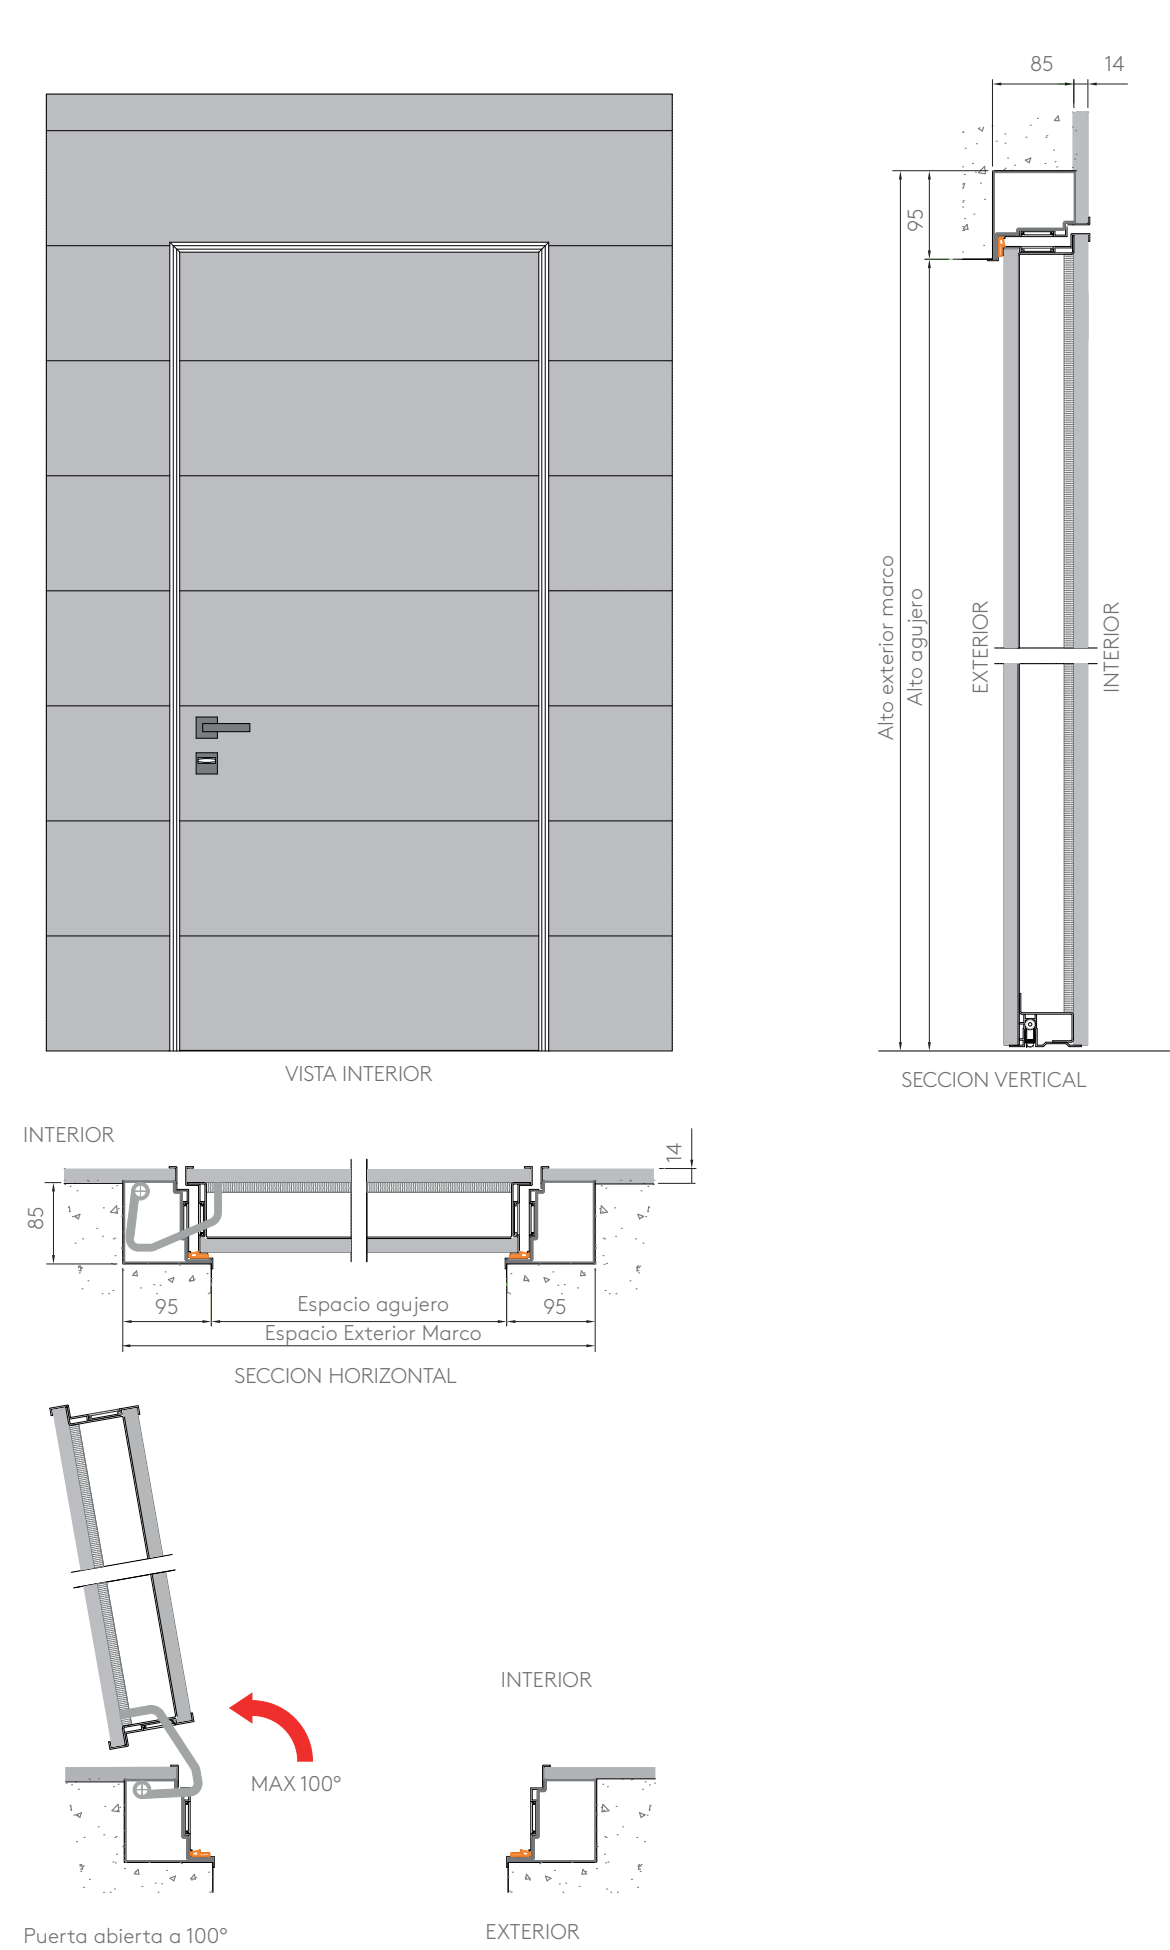 85
14
95
Alto exterior marco
Alto agujero
EXTERIOR
INTERIOR
VISTA INTERIOR
SECCION VERTICAL
INTERIOR
14
85
95
Espacio agujero
95
Espacio Exterior Marco
SECCION HORIZONTAL
INTERIOR
MAX 100°
Puerta abierta a 100°
EXTERIOR